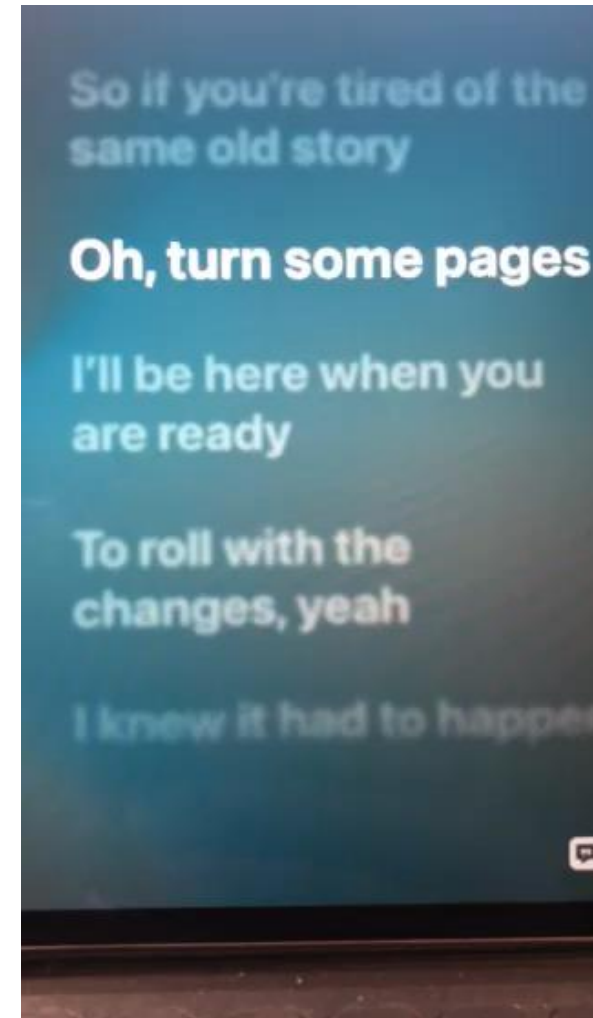 So if you're tired of the
same old story
Oh, turn some pages
I'll be here when you
are ready
To roll with the
changes, yeah
I knew it had to happe